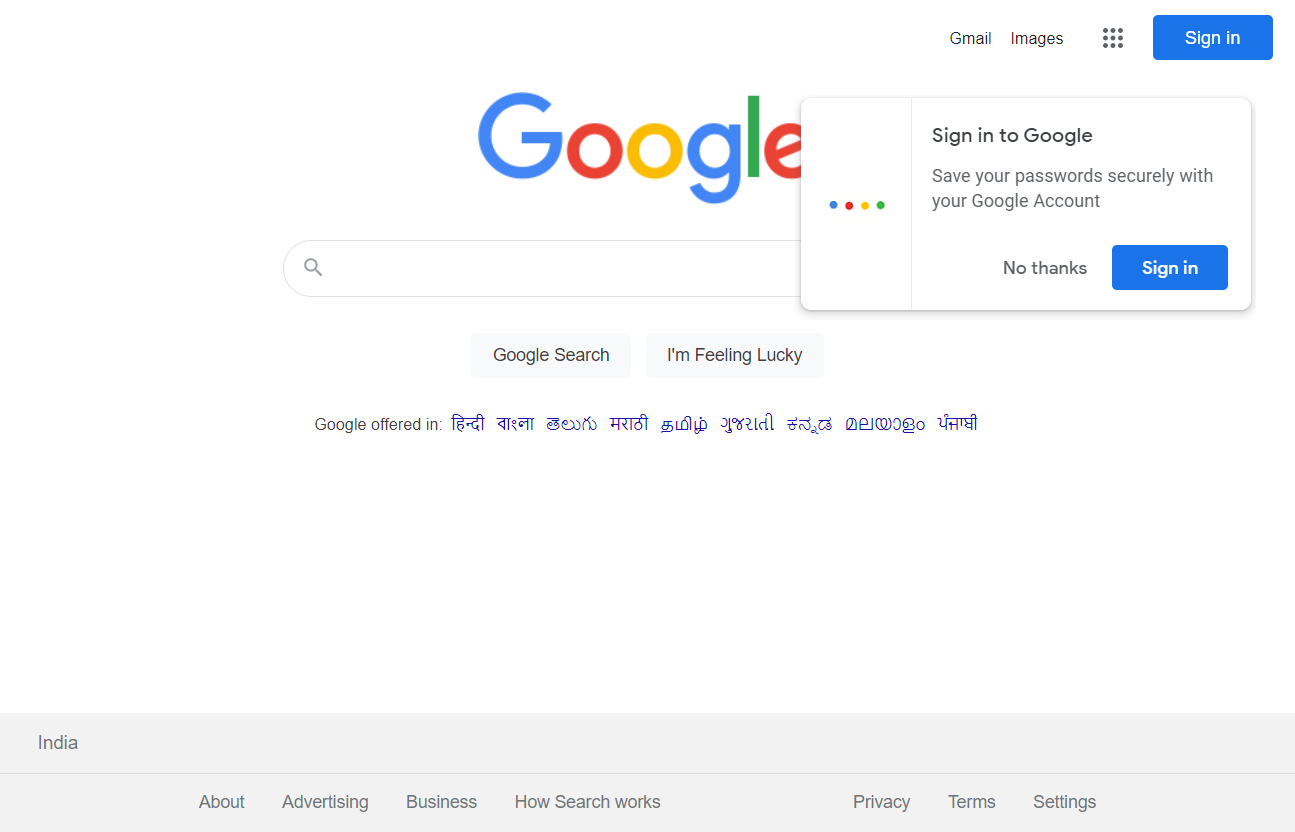 Gmail Images Sign in
Google
Sign in to Google
Save your passwords securely with
your Google Account
No thanks Sign in
Google Search I'm Feeling Lucky
Google offered in: हिन्दी বাংলা తెలుగు मराठी தமிழ் ગુજરાતી ಕನ್ನಡ മലയാളം ਪੰਜਾਬੀ
India
About Advertising Business How Search works Privacy Terms Settings